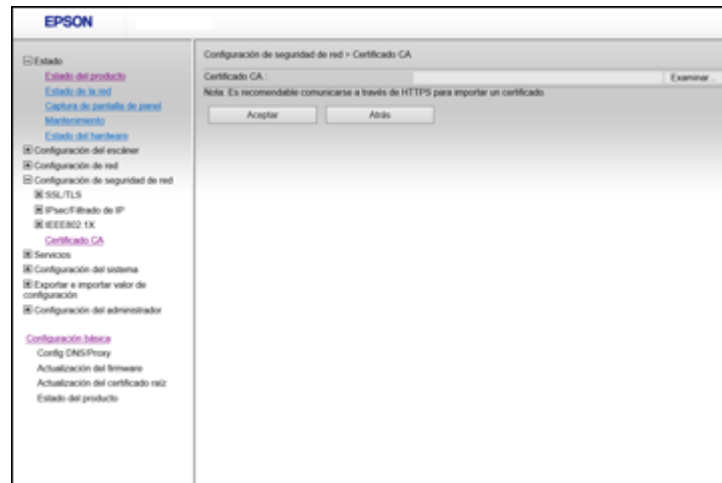 EPSON
Estado
Estado del producto
Estado de la red
Captura de pantalla de panel
Mantenimiento
Estado del hardware
Configuración del escáner
Configuración de red
Configuración de seguridad de red
SSL/TLS
IPsec/Filtrado de IP
IEEE802.1X
Certificado CA
Servicios
Configuración del sistema
Exportar e importar valor de
configuración
Configuración del administrador
Configuración básica
Config DNS/Proxy
Actualización del firmware
Actualización del certificado raíz
Estado del producto
Configuración de seguridad de red > Certificado CA
Certificado CA :
Examinar...
Nota: Es recomendable comunicarse a través de HTTPS para importar un certificado.
Aceptar
Atrás